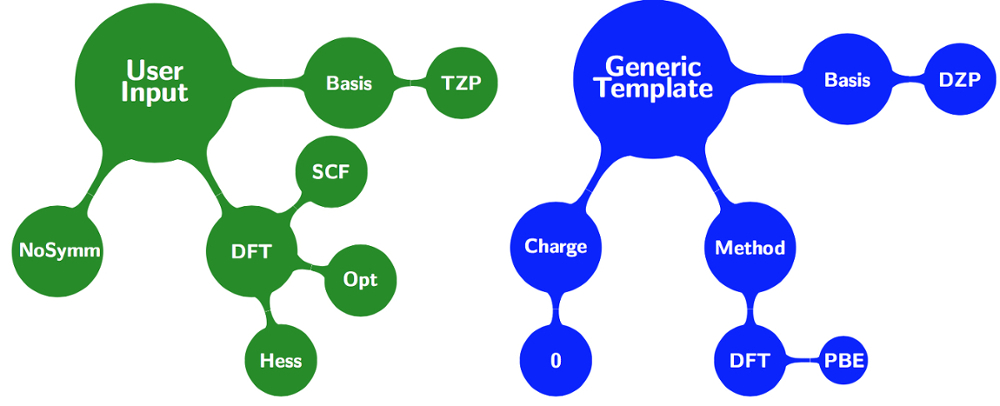 User
Input
Basis
TZP
SCF
NoSymm
DFT
Opt
Hess
Generic
Template
Basis
DZP
Charge
Method
0
DFT
PBE